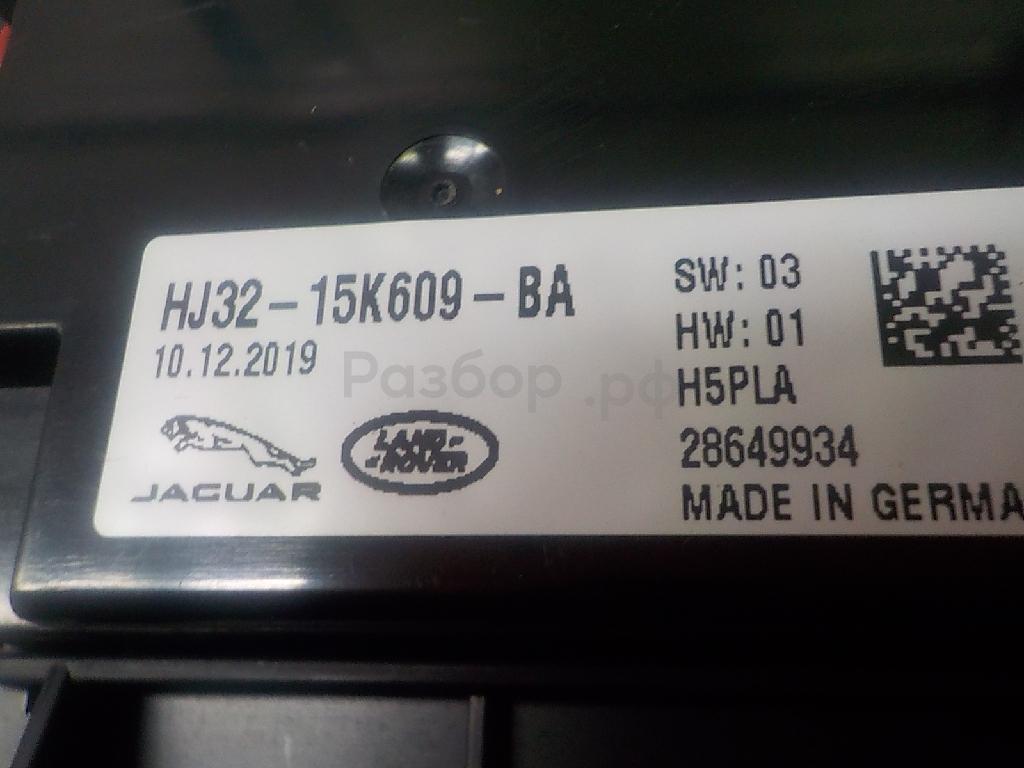 HJ32-15K609-BA
10.12.2019
JAGUAR
LAND-
-ROVER
SW: 03
HW: 01
H5PLA
28649934
MADE IN GERMA
Разбор.рф